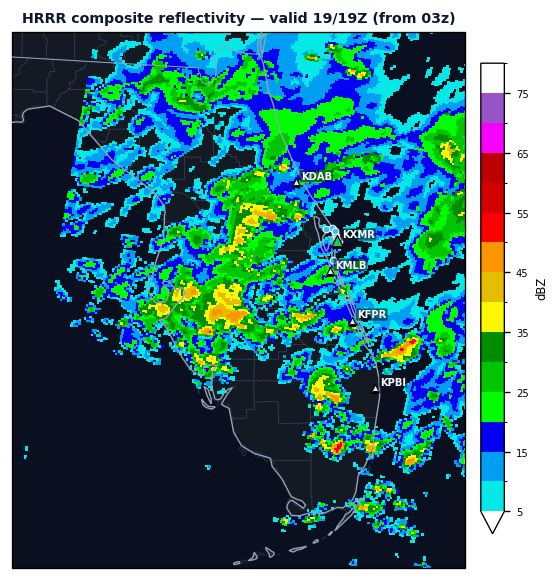 HRRR composite reflectivity — valid 19/19Z (from 03z)
KDAB
KXMR
KMLB
KFPR
KPBI
75
65
55
45
35
25
15
5
dBZ